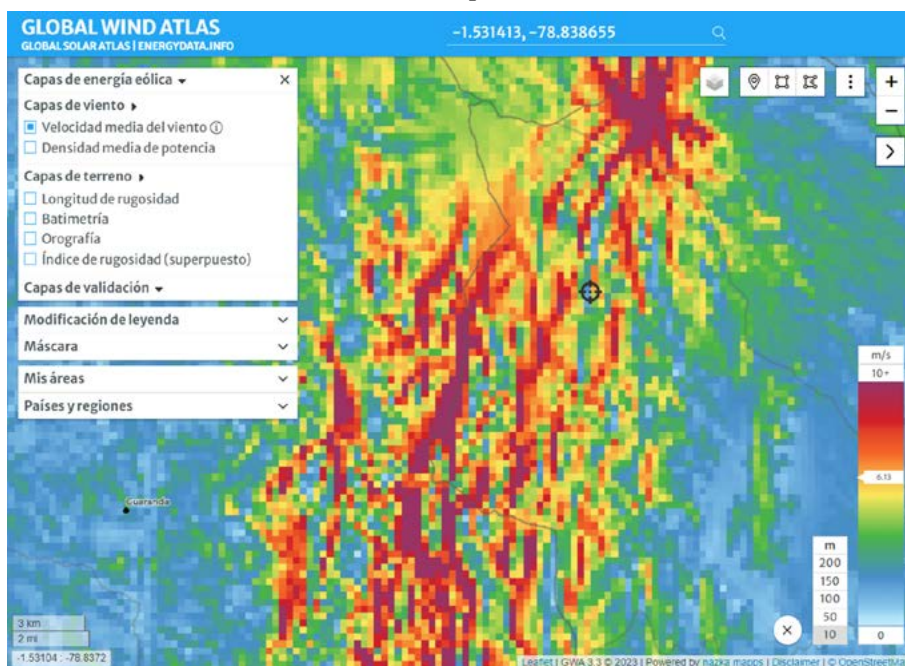 GLOBAL WIND ATLAS
GLOBAL SOLAR ATLAS | ENERGYDATA.INFO
-1.531413, -78.838655
Capas de energía eólica
Capas de viento
Velocidad media del viento
Densidad media de potencia
Capas de terreno
Longitud de rugosidad
Batimetría
Orografía
Índice de rugosidad (superpuesto)
Capas de validación
Modificación de leyenda
Máscara
Mis áreas
Países y regiones
m/s
10+
6.13
0
Guaranda
m
200
150
100
50
10
3 km
2 mi
-1.53104 : -78.8372
Leaflet | GWA 3.3 © 2023 | Powered by nazka mapps | Disclaimer | © OpenStreetMa